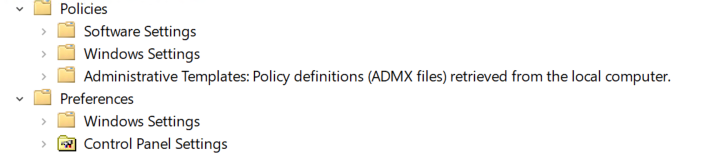 Policies
Software Settings
Windows Settings
Administrative Templates: Policy definitions (ADMX files) retrieved from the local computer.
Preferences
Windows Settings
Control Panel Settings